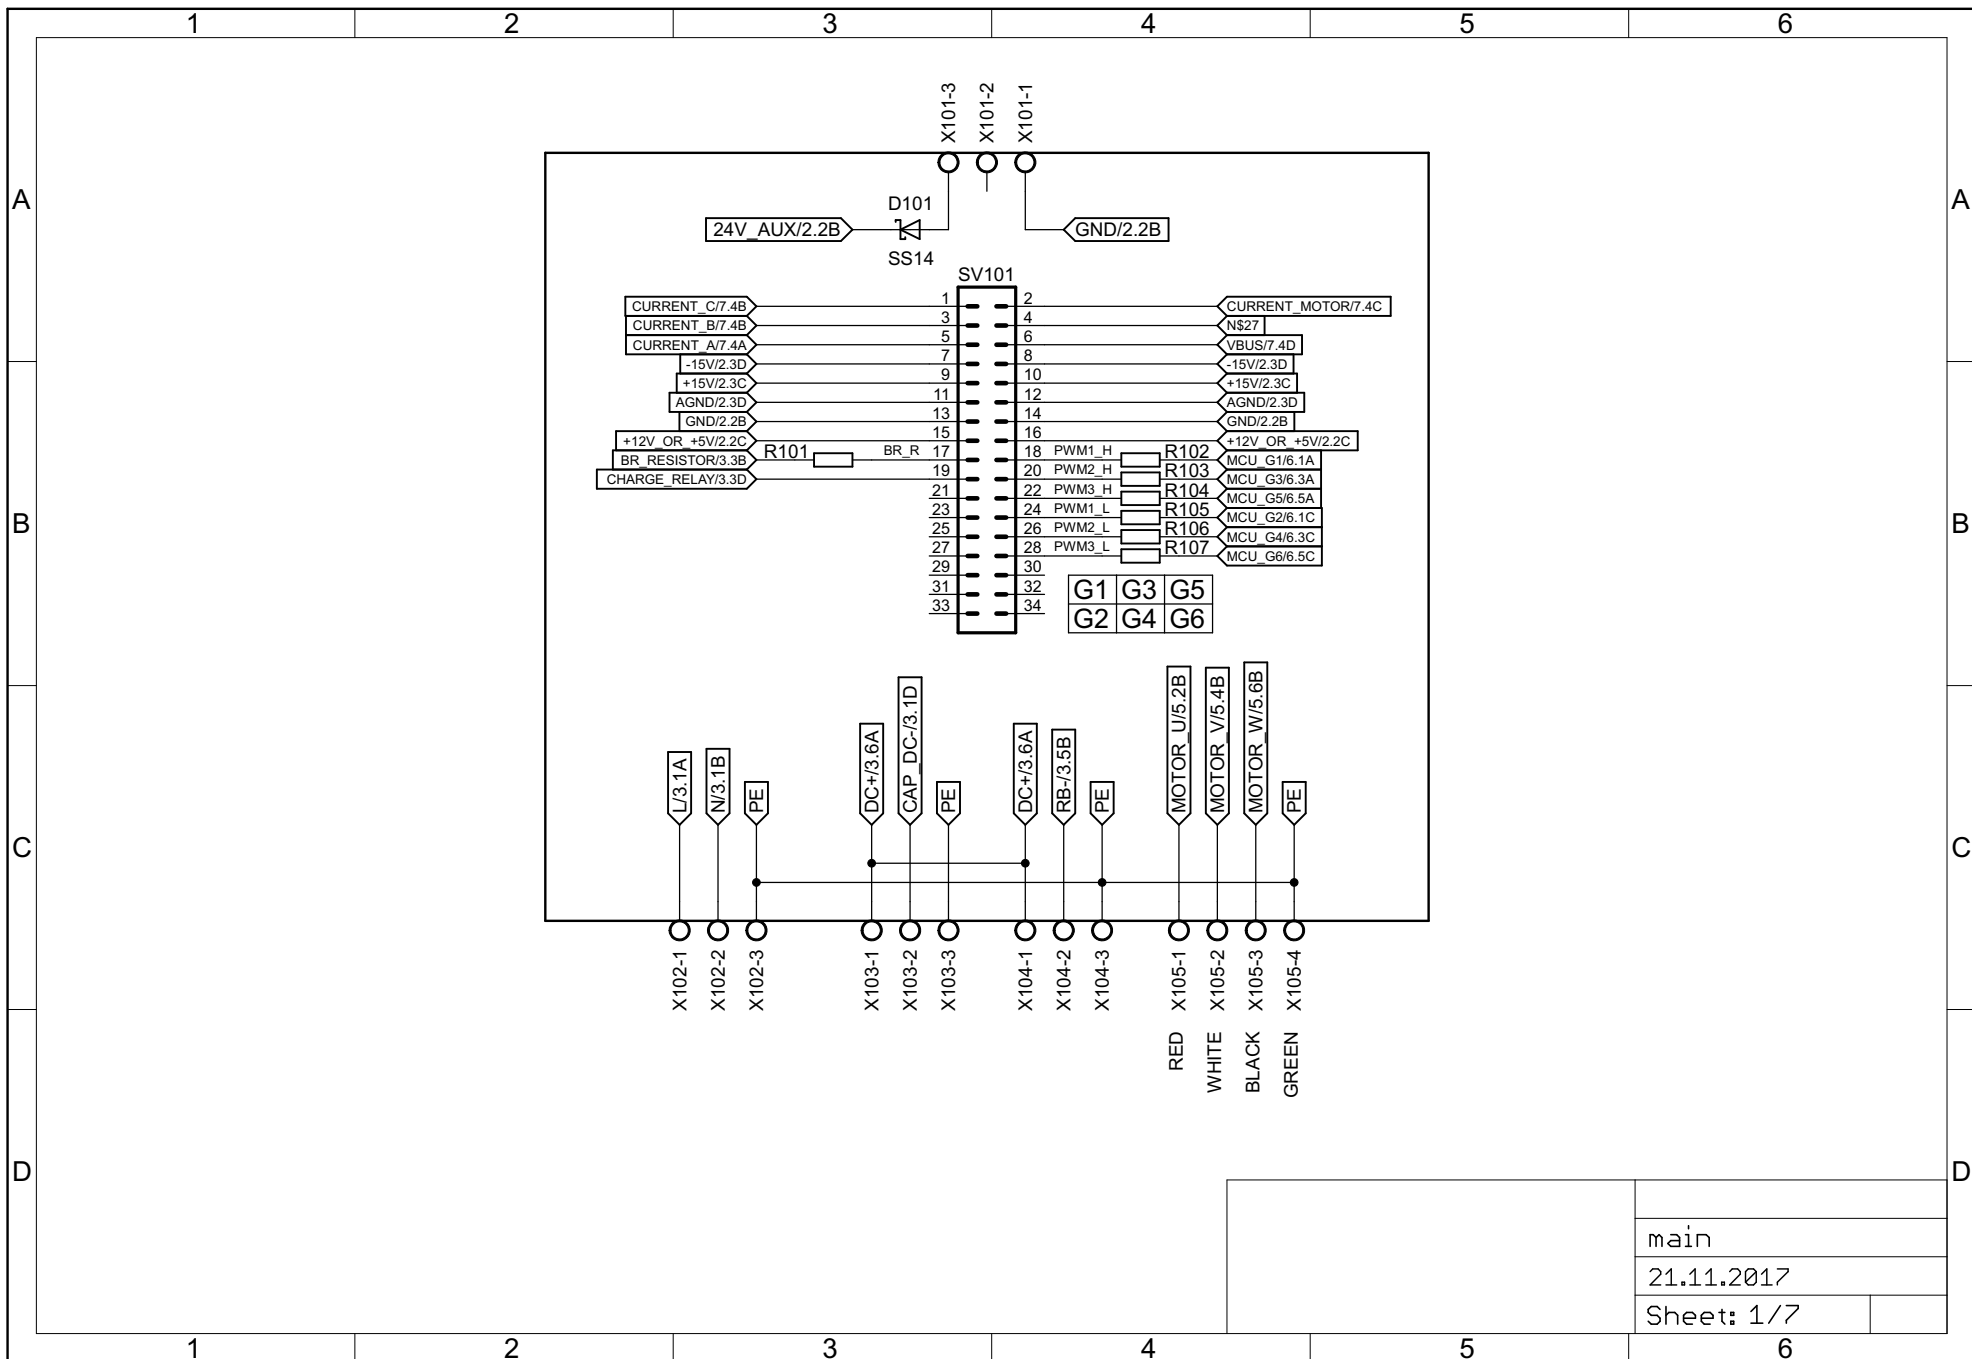 1 2 3 4 5 6
X101-3 X101-2 X101-1
A A
D101
24V_AUX/2.2B GND/2.2B
SS14
SV101
CURRENT_C/7.4B 1 2 CURRENT_MOTOR/7.4C
CURRENT_B/7.4B 3 4 N$27
CURRENT_A/7.4A 5 6 VBUS/7.4D
-15V/2.3D 7 8 -15V/2.3D
+15V/2.3C 9 10 +15V/2.3C
AGND/2.3D 11 12 AGND/2.3D
GND/2.2B 13 14 GND/2.2B
+12V_OR_+5V/2.2C 15 16 +12V_OR_+5V/2.2C
BR_RESISTOR/3.3B R101 BR_R 17 18 PWM1_H R102 MCU_G1/6.1A
CHARGE_RELAY/3.3D 19 20 PWM2_H R103 MCU_G3/6.3A
21 22 PWM3_H R104 MCU_G5/6.5A
23 24 PWM1_L R105 MCU_G2/6.1C
B B
25 26 PWM2_L R106 MCU_G4/6.3C
27 28 PWM3_L R107 MCU_G6/6.5C
29 30
31 32
33 34
G1 G3 G5
G2 G4 G6
L/3.1A N/3.1B PE DC+/3.6A CAP_DC-/3.1D PE DC+/3.6A RB-/3.5B PE MOTOR_U/5.2B MOTOR_V/5.4B MOTOR_W/5.6B PE
C C
X102-1 X102-2 X102-3 X103-1 X103-2 X103-3 X104-1 X104-2 X104-3 X105-1 X105-2 X105-3 X105-4
RED WHITE BLACK GREEN
D D
main
21.11.2017
Sheet: 1/7
1 2 3 4 5 6